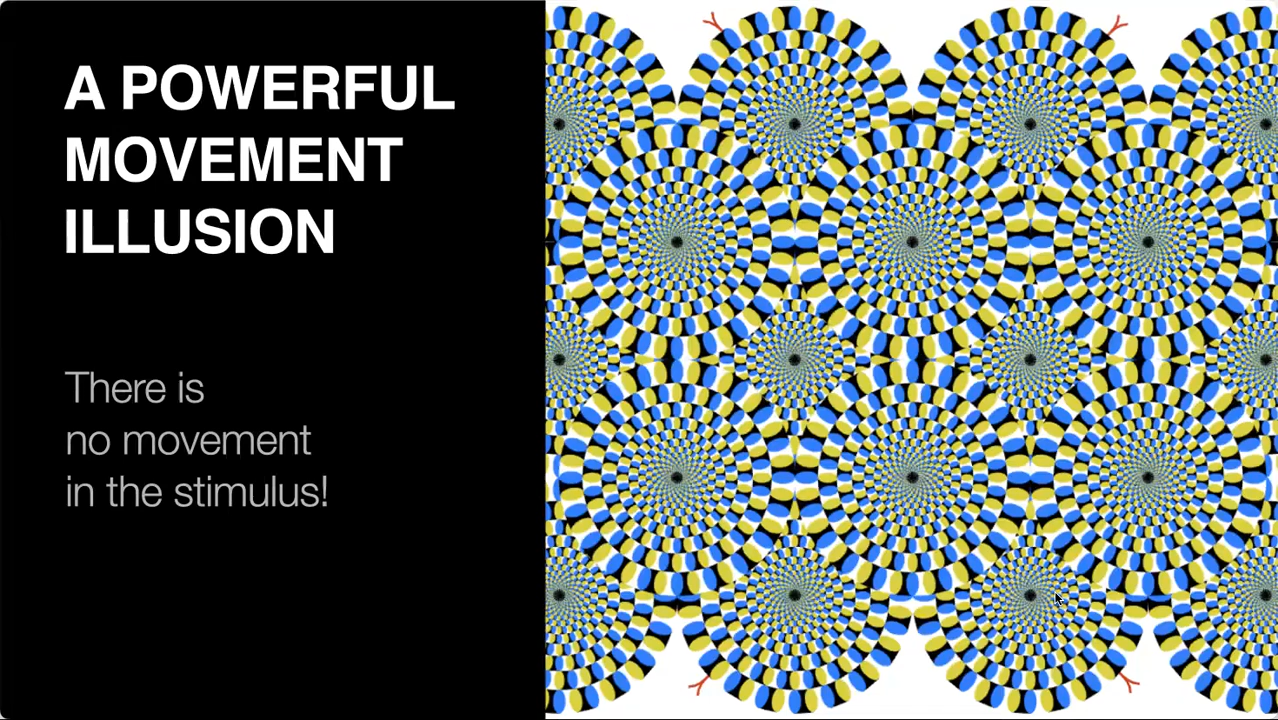 A POWERFUL
MOVEMENT
ILLUSION
There is
no movement
in the stimulus!